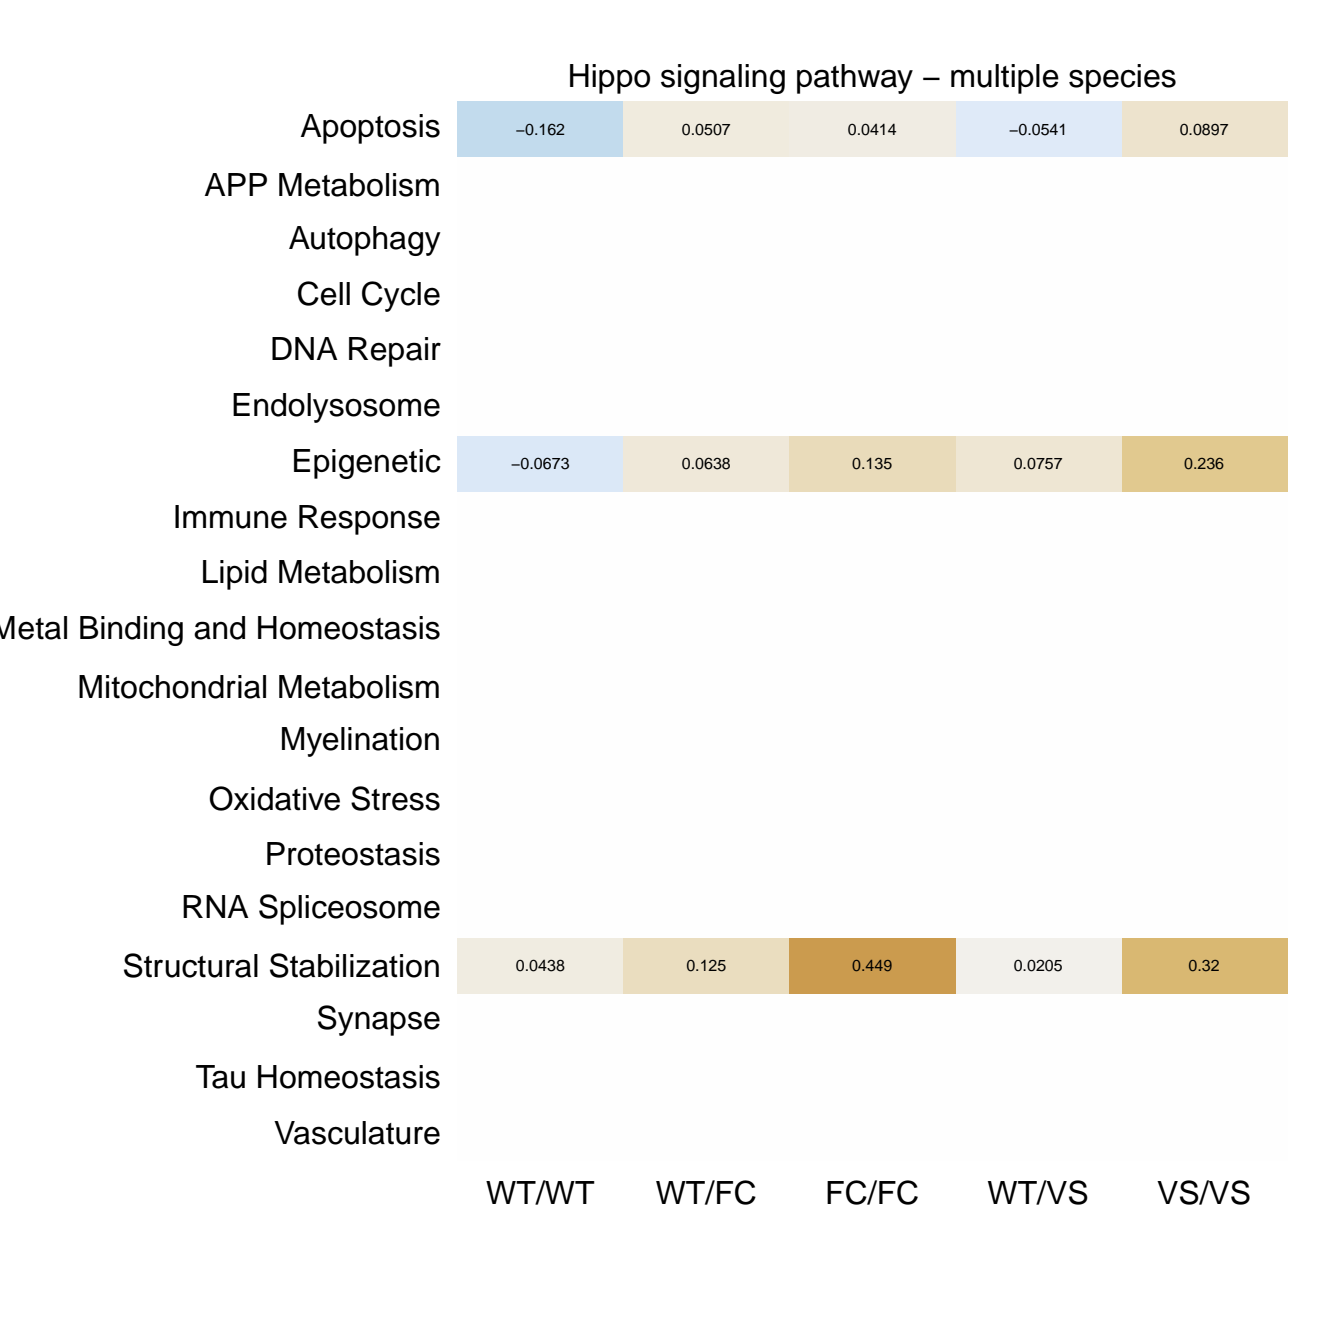 Hippo signaling pathway – multiple species
Apoptosis −0.162 0.0507 0.0414 −0.0541 0.0897
APP Metabolism
Autophagy
Cell Cycle
DNA Repair
Endolysosome
Epigenetic −0.0673 0.0638 0.135 0.0757 0.236
Immune Response
Lipid Metabolism
Metal Binding and Homeostasis
Mitochondrial Metabolism
Myelination
Oxidative Stress
Proteostasis
RNA Spliceosome
Structural Stabilization 0.0438 0.125 0.449 0.0205 0.32
Synapse
Tau Homeostasis
Vasculature
WT/WT WT/FC FC/FC WT/VS VS/VS